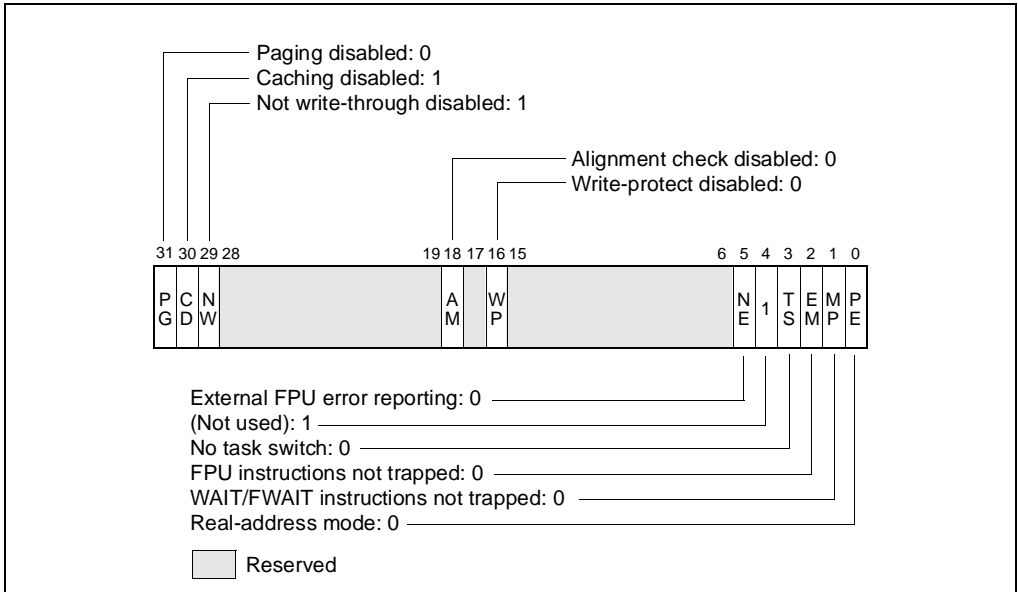 Paging disabled: 0
Caching disabled: 1
Not write-through disabled: 1
Alignment check disabled: 0
Write-protect disabled: 0
31 30 29 28 19 18 17 16 15 6 5 4 3 2 1 0
P G C D N W A M W P N E 1 T S E M M P P E
External FPU error reporting: 0
(Not used): 1
No task switch: 0
FPU instructions not trapped: 0
WAIT/FWAIT instructions not trapped: 0
Real-address mode: 0
Reserved